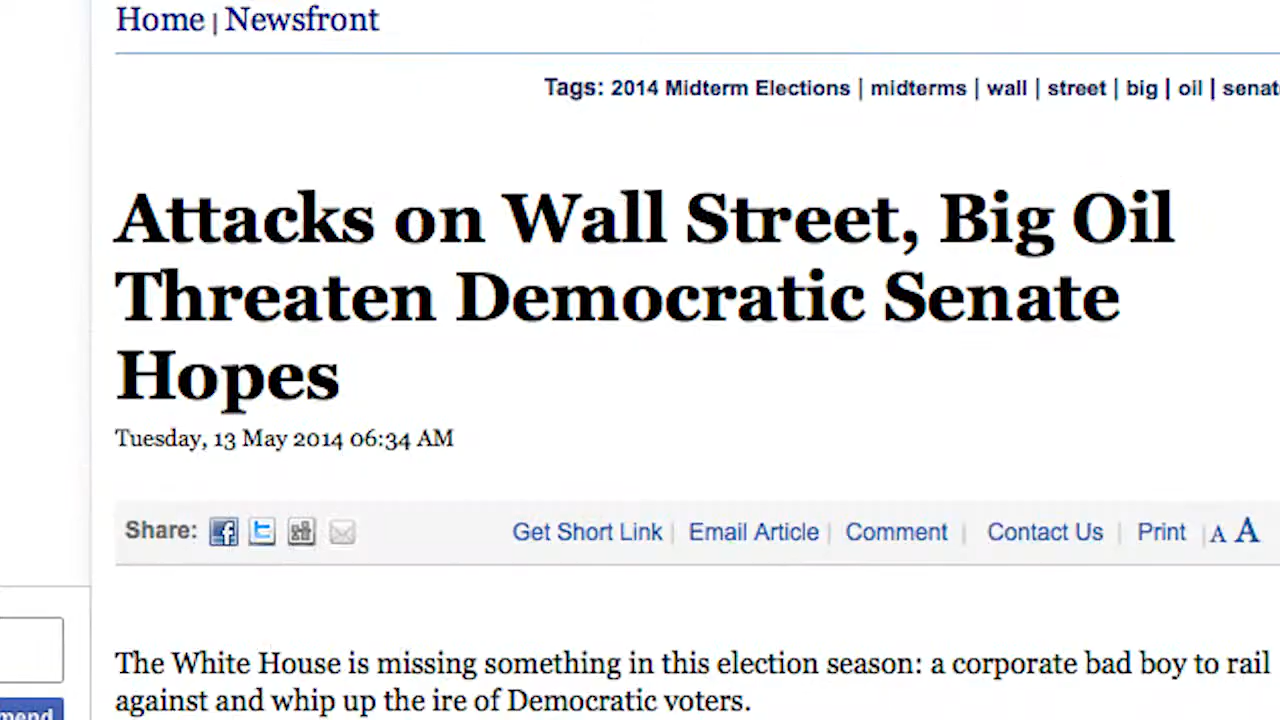 Home | Newsfront
Tags: 2014 Midterm Elections | midterms | wall | street | big | oil |
Attacks on Wall Street, Big Oil
Threaten Democratic Senate
Hopes
Tuesday, 13 May 2014 06:34 AM
Share: Get Short Link | Email Article | Comment | Contact Us | Print | A A
The White House is missing something in this election season: a corporate bad boy to rail
against and whip up the ire of Democratic voters.